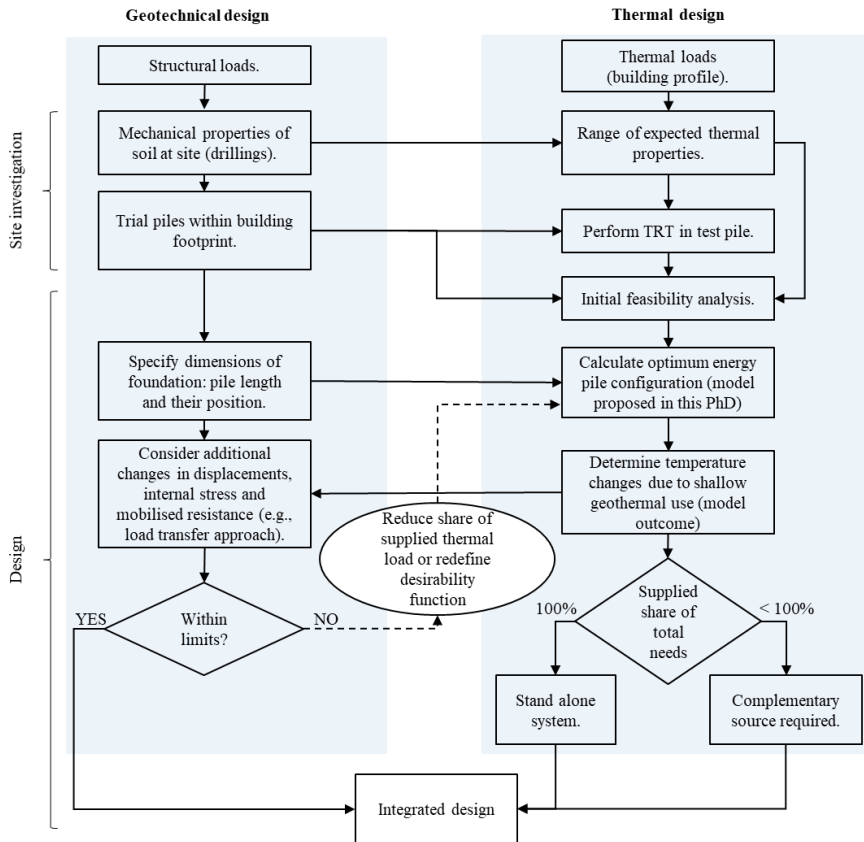 Geotechnical design
Thermal design
Structural loads.
Thermal loads
(building profile).
Site investigation
Mechanical properties of
soil at site (drillings).
Range of expected thermal
properties.
Trial piles within building
footprint.
Perform TRT in test pile.
Initial feasibility analysis.
Design
Specify dimensions of
foundation: pile length
and their position.
Calculate optimum energy
pile configuration (model
proposed in this PhD)
Consider additional
changes in displacements,
internal stress and
mobilised resistance (e.g.,
load transfer approach).
Determine temperature
changes due to shallow
geothermal use (model
outcome)
Reduce share of
supplied thermal
load or redefine
desirability
function
YES
Within
limits?
NO
100%
Supplied
share of
total
needs
< 100%
Stand alone
system.
Complementary
source required.
Integrated design